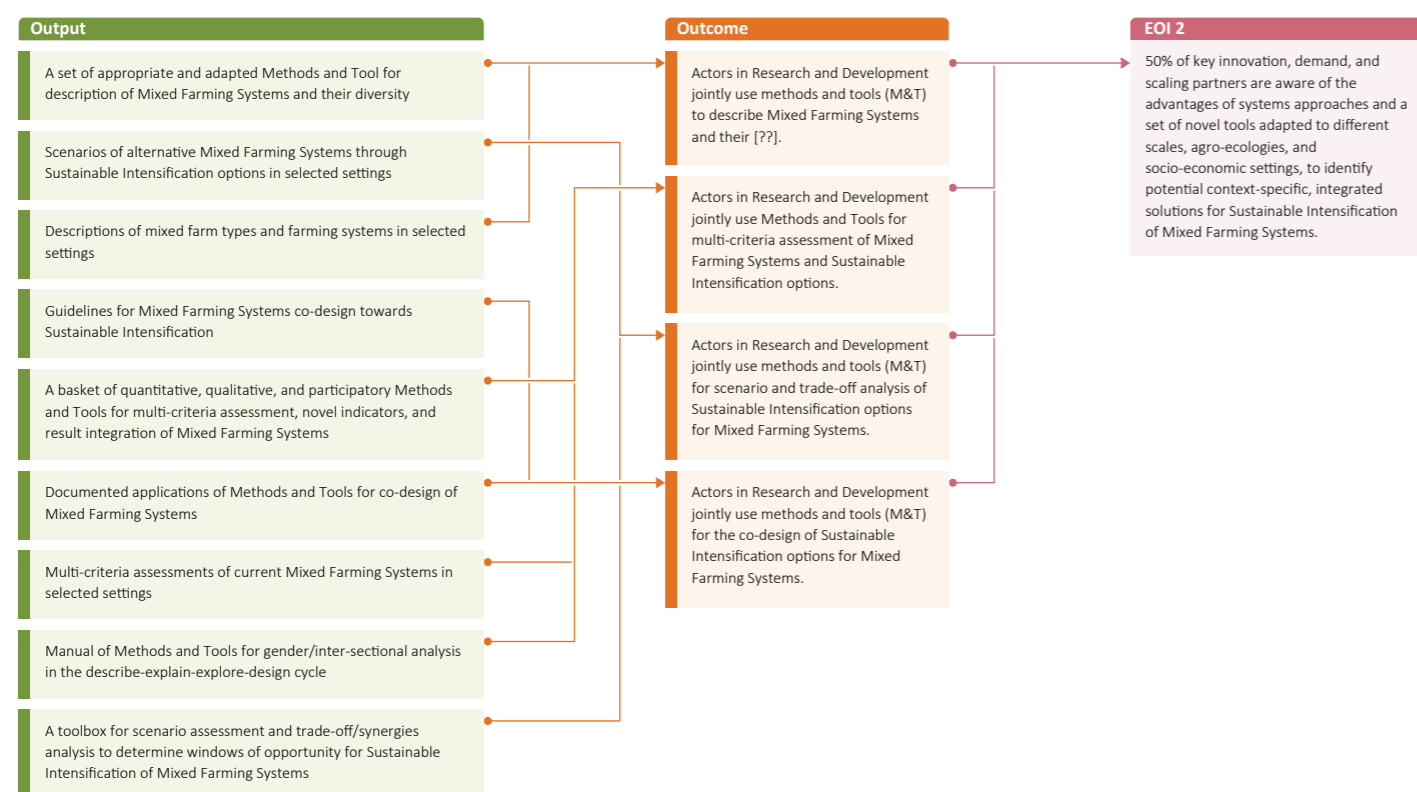 Output
A set of appropriate and adapted Methods and Tool for
description of Mixed Farming Systems and their diversity
Scenarios of alternative Mixed Farming Systems through
Sustainable Intensification options in selected settings
Descriptions of mixed farm types and farming systems in selected
settings
Guidelines for Mixed Farming Systems co-design towards
Sustainable Intensification
A basket of quantitative, qualitative, and participatory Methods
and Tools for multi-criteria assessment, novel indicators, and
result integration of Mixed Farming Systems
Documented applications of Methods and Tools for co-design of
Mixed Farming Systems
Multi-criteria assessments of current Mixed Farming Systems in
selected settings
Manual of Methods and Tools for gender/inter-sectional analysis
in the describe-explain-explore-design cycle
A toolbox for scenario assessment and trade-off/synergies
analysis to determine windows of opportunity for Sustainable
Intensification of Mixed Farming Systems
Outcome
Actors in Research and Development
jointly use methods and tools (M&T)
to describe Mixed Farming Systems
and their [??].
Actors in Research and Development
jointly use Methods and Tools for
multi-criteria assessment of Mixed
Farming Systems and Sustainable
Intensification options.
Actors in Research and Development
jointly use methods and tools (M&T)
for scenario and trade-off analysis of
Sustainable Intensification options
for Mixed Farming Systems.
Actors in Research and Development
jointly use methods and tools (M&T)
for the co-design of Sustainable
Intensification options for Mixed
Farming Systems.
EOI 2
50% of key innovation, demand, and
scaling partners are aware of the
advantages of systems approaches and a
set of novel tools adapted to different
scales, agro-ecologies, and
socio-economic settings, to identify
potential context-specific, integrated
solutions for Sustainable Intensification
of Mixed Farming Systems.